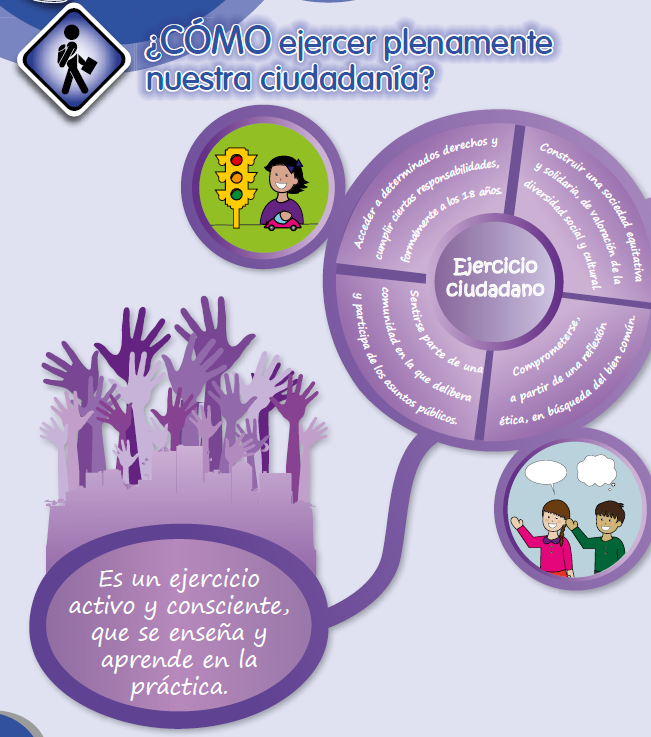 ¿CÓMO ejercer plenamente
nuestra ciudadanía?
Acceder a determinados derechos y
cumplir ciertas responsabilidades,
formalmente a los 18 años.
Construir una sociedad equitativa
y solidaria, de valoración de la
diversidad social y cultural.
Ejercicio
ciudadano
Sentirse parte de una
comunidad en la que delibera
y participa de los asuntos públicos.
Comprometerse,
a partir de una reflexión
ética, en búsqueda del bien común.
Es un ejercicio
activo y consciente,
que se enseña y
aprende en la
práctica.